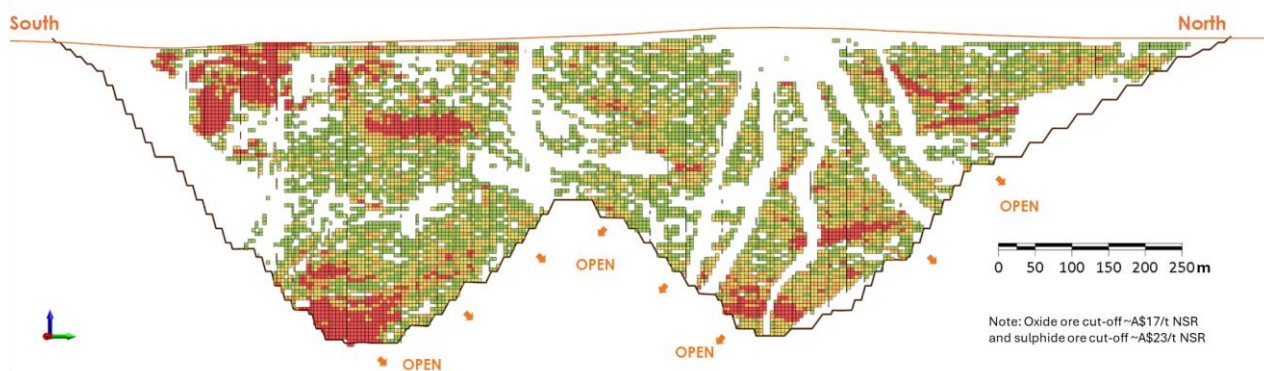 South
North
OPEN
OPEN
OPEN
OPEN
0 50 100 150 200 250 m
Note: Oxide ore cut-off ~A$17/t NSR
and sulphide ore cut-off ~A$23/t NSR